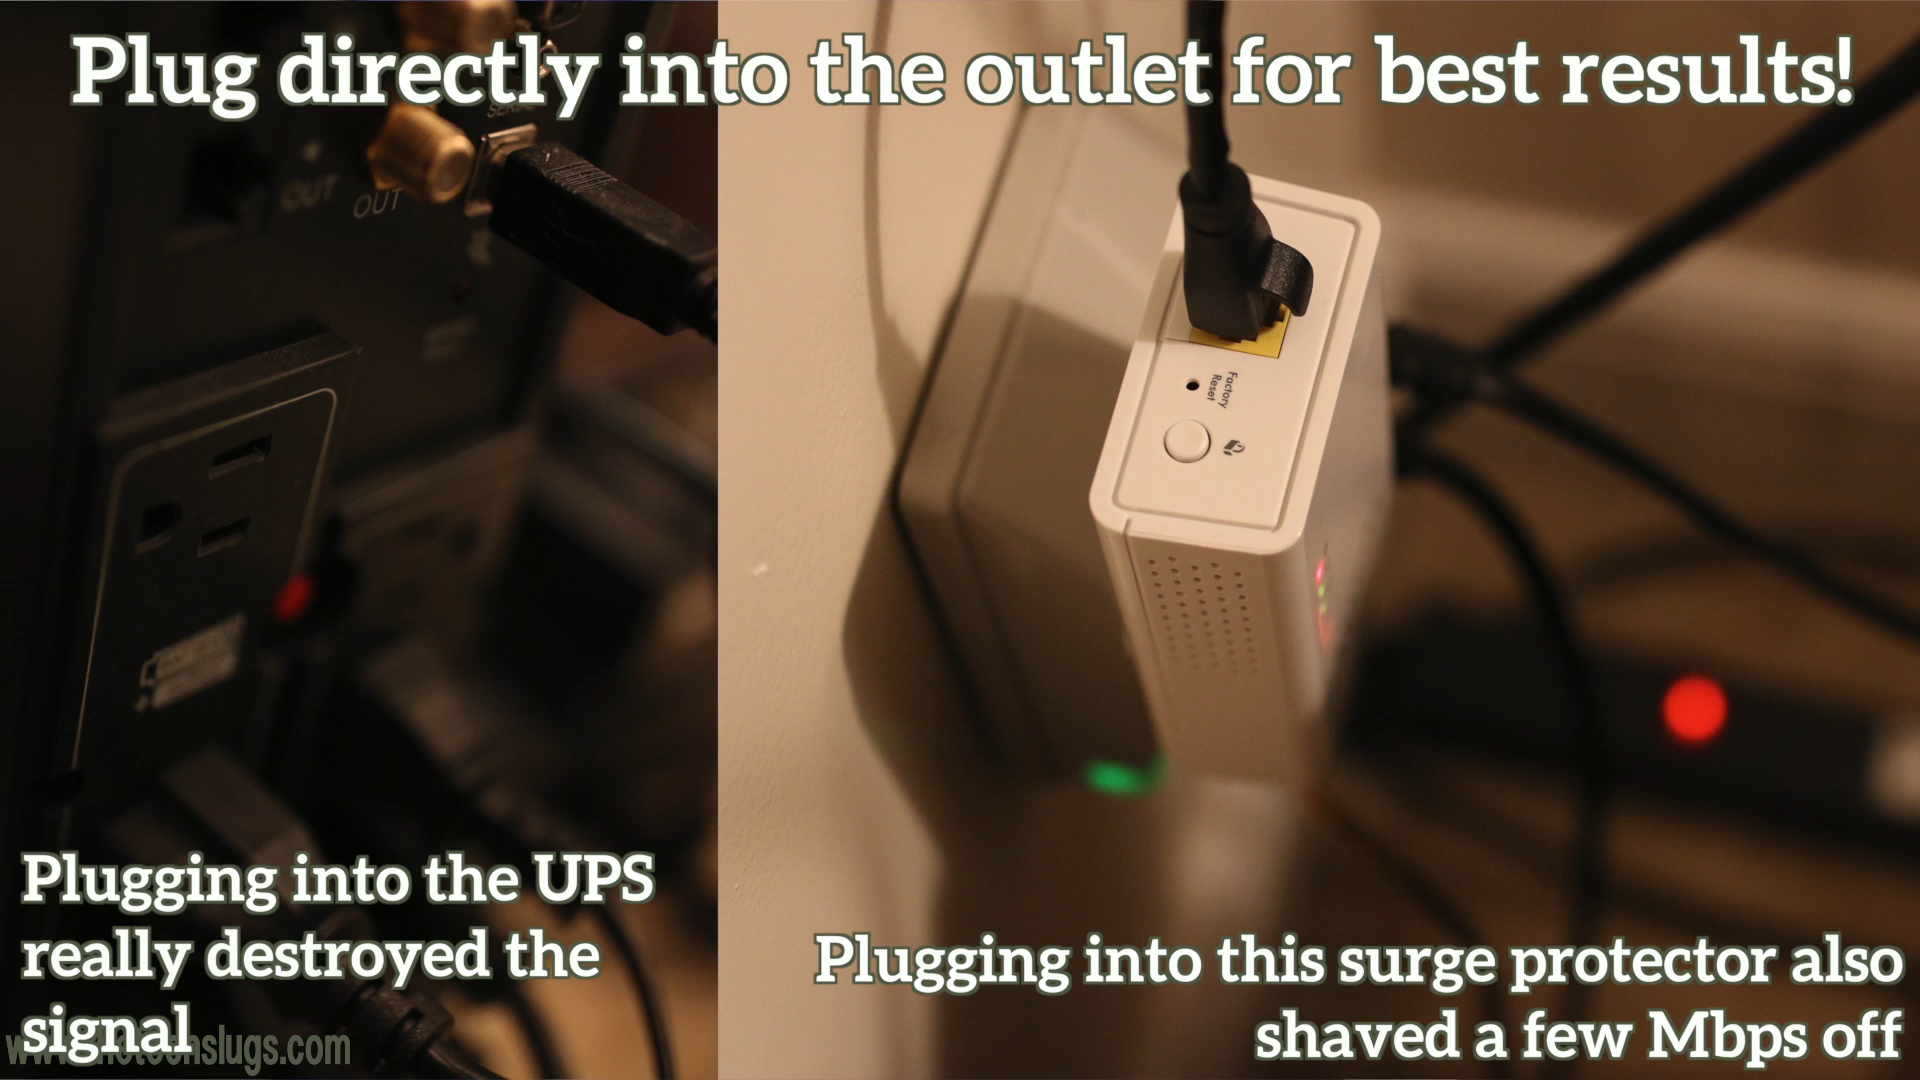 Plug directly into the outlet for best results!
OUT
OUT
Factory
Reset
Plugging into the UPS
really destroyed the
signal
Plugging into this surge protector also
shaved a few Mbps off